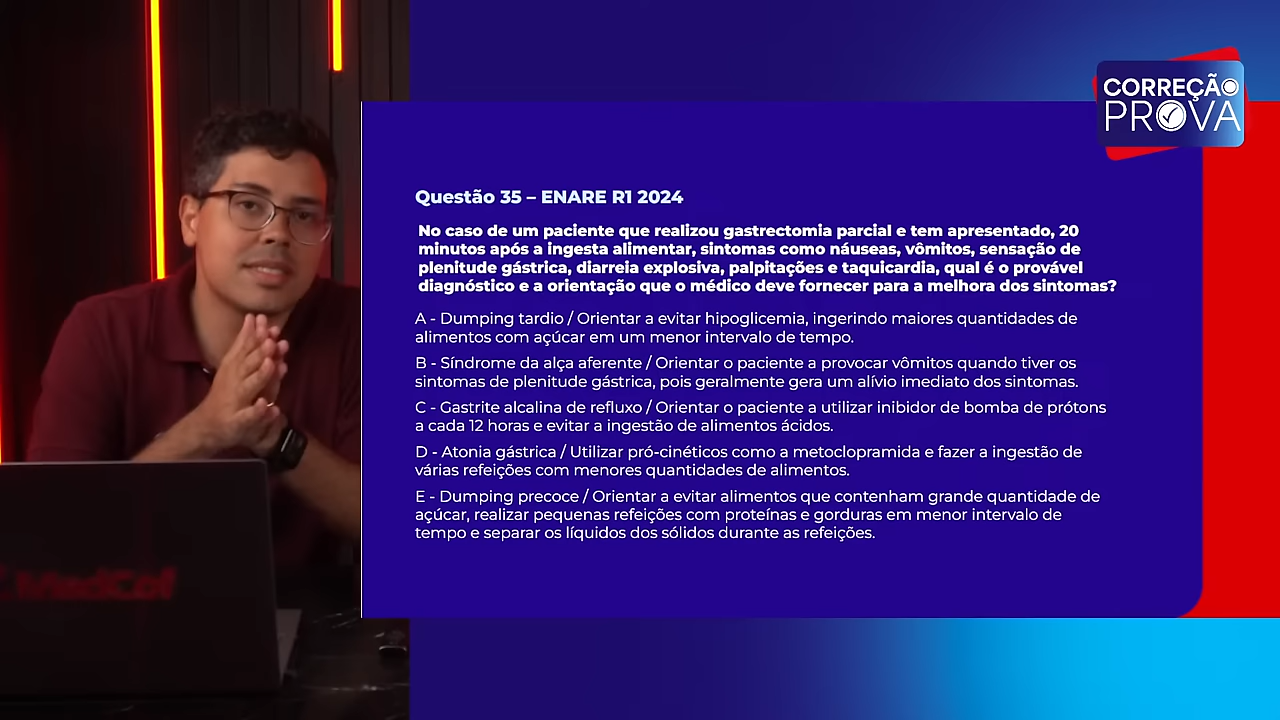 CORREÇÃO
PROVA
Questão 35 – ENARE R1 2024
No caso de um paciente que realizou gastrectomia parcial e tem apresentado, 20
minutos após a ingesta alimentar, sintomas como náuseas, vômitos, sensação de
plenitude gástrica, diarreia explosiva, palpitações e taquicardia, qual é o provável
diagnóstico e a orientação que o médico deve fornecer para a melhora dos sintomas?
A - Dumping tardio / Orientar a evitar hipoglicemia, ingerindo maiores quantidades de
alimentos com açúcar em um menor intervalo de tempo.
B - Síndrome da alça aferente / Orientar o paciente a provocar vômitos quando tiver os
sintomas de plenitude gástrica, pois geralmente gera um alívio imediato dos sintomas.
C - Gastrite alcalina de refluxo / Orientar o paciente a utilizar inibidor de bomba de prótons
a cada 12 horas e evitar a ingestão de alimentos ácidos.
D - Atonia gástrica / Utilizar pró-cinéticos como a metoclopramida e fazer a ingestão de
várias refeições com menores quantidades de alimentos.
E - Dumping precoce / Orientar a evitar alimentos que contenham grande quantidade de
açúcar, realizar pequenas refeições com proteínas e gorduras em menor intervalo de
tempo e separar os líquidos dos sólidos durante as refeições.
MedCof